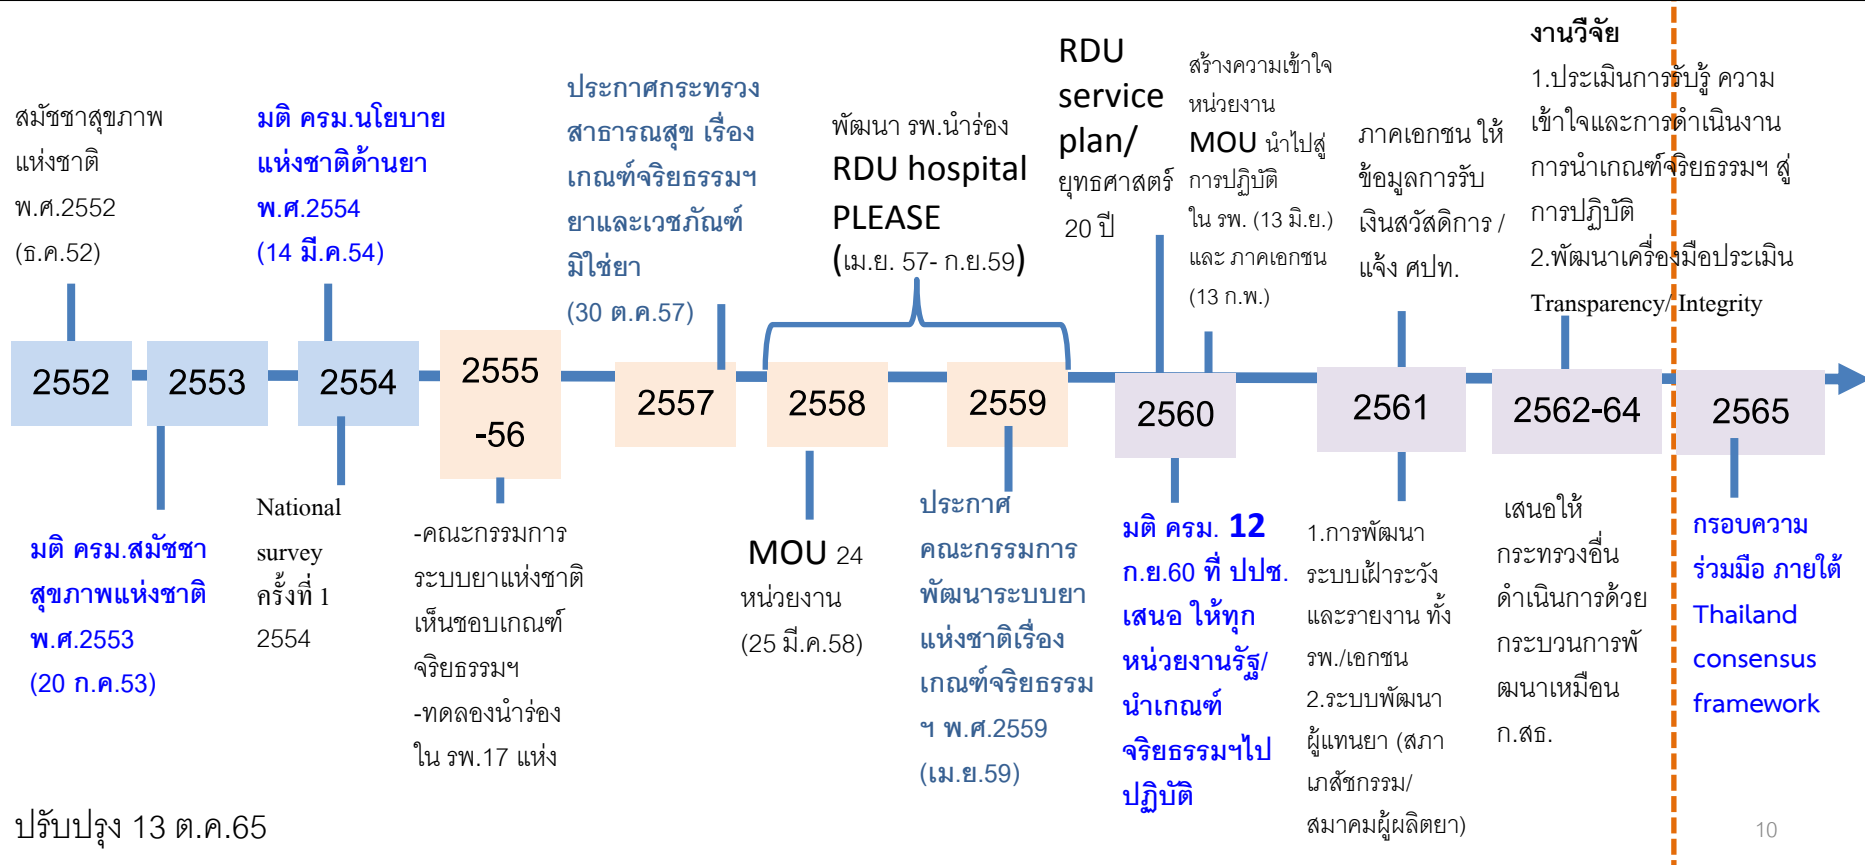 สมัชชาสุขภาพ
แห่งชาติ
พ.ศ.2552
(ธ.ค.52)
มติ ครม.นโยบาย
แห่งชาติด้านยา
พ.ศ.2554
(14 มี.ค.54)
ประกาศกระทรวง
สาธารณสุข เรื่อง
เกณฑ์จริยธรรมฯ
ยาและเวชภัณฑ์
มิใช่ยา
(30 ต.ค.57)
พัฒนา รพ.นำร่อง
RDU hospital
PLEASE
(เม.ย. 57- ก.ย.59)
RDU
service
plan/
ยุทธศาสตร์
20 ปี
สร้างความเข้าใจ
หน่วยงาน
MOU นำไปสู่
การปฏิบัติ
ใน รพ. (13 มิ.ย.)
และ ภาคเอกชน
(13 ก.พ.)
ภาคเอกชน ให้
ข้อมูลการรับ
เงินสวัสดิการ /
แจ้ง ศปท.
งานวิจัย
1.ประเมินการรับรู้ ความ
เข้าใจและการดำเนินงาน
การนำเกณฑ์จริยธรรมฯ สู่
การปฏิบัติ
2.พัฒนาเครื่องมือประเมิน
Transparency/ Integrity
2552
2553
2554
2555
-56
2557
2558
2559
2560
2561
2562-64
2565
มติ ครม.สมัชชา
สุขภาพแห่งชาติ
พ.ศ.2553
(20 ก.ค.53)
National
survey
ครั้งที่ 1
2554
-คณะกรรมการ
ระบบยาแห่งชาติ
เห็นชอบเกณฑ์
จริยธรรมฯ
-ทดลองนำร่อง
ใน รพ.17 แห่ง
MOU 24
หน่วยงาน
(25 มี.ค.58)
ประกาศ
คณะกรรมการ
พัฒนาระบบยา
แห่งชาติเรื่อง
เกณฑ์จริยธรรม
ฯ พ.ศ.2559
(เม.ย.59)
มติ ครม. 12
ก.ย.60 ที่ ปปช.
เสนอ ให้ทุก
หน่วยงานรัฐ/
นำเกณฑ์
จริยธรรมฯไป
ปฏิบัติ
1.การพัฒนา
ระบบเฝ้าระวัง
และรายงาน ทั้ง
รพ./เอกชน
2.ระบบพัฒนา
ผู้แทนยา (สภา
เภสัชกรรม/
สมาคมผู้ผลิตยา)
เสนอให้
กระทรวงอื่น
ดำเนินการด้วย
กระบวนการพั
ฒนาเหมือน
ก.สธ.
กรอบความ
ร่วมมือ ภายใต้
Thailand
consensus
framework
ปรับปรุง 13 ต.ค.65
10